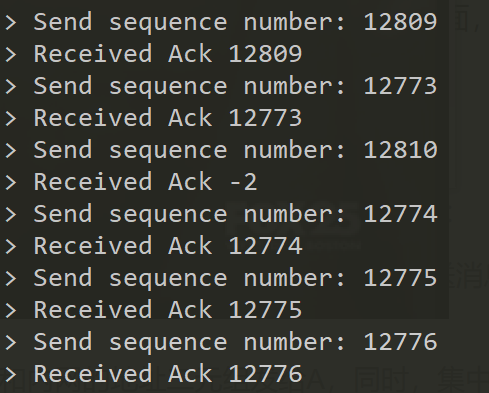 > Send sequence number: 12809
> Received Ack 12809
> Send sequence number: 12773
> Received Ack 12773
> Send sequence number: 12810
> Received Ack -2
> Send sequence number: 12774
> Received Ack 12774
> Send sequence number: 12775
> Received Ack 12775
> Send sequence number: 12776
> Received Ack 12776